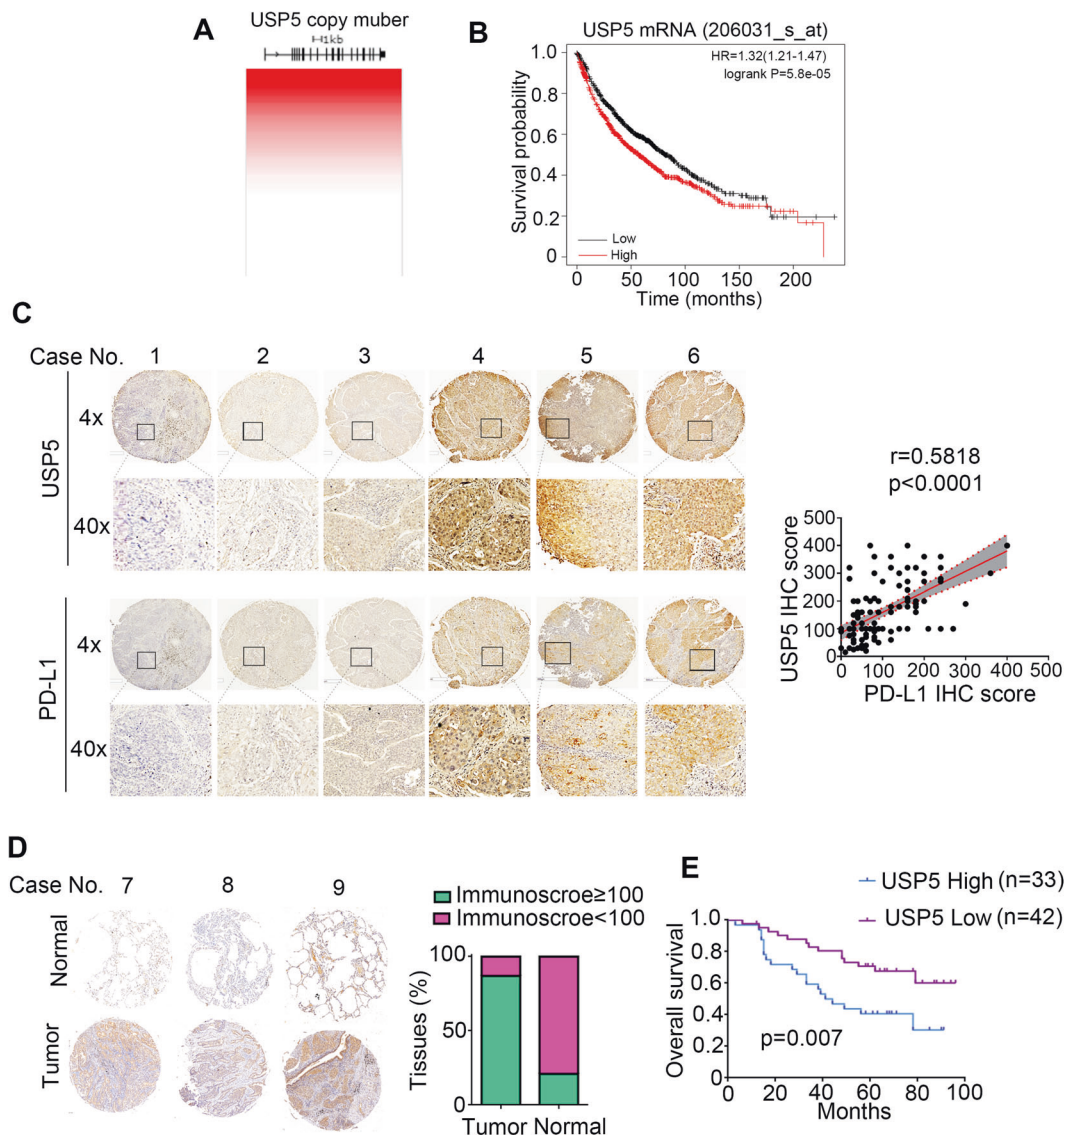 A
USP5 copy muber
1kb
B
USP5 mRNA (206031_s_at)
HR=1.32(1.21-1.47)
logrank P=5.8e-05
Survival probability
1.0
0.8
0.6
0.4
0.2
0
Low
High
0 50 100 150 200
Time (months)
C
Case No. 1 2 3 4 5 6
USP5
4x
40x
PD-L1
4x
40x
r=0.5818
p<0.0001
USP5 IHC score
500
400
300
200
100
0
0 100 200 300 400 500
PD-L1 IHC score
D
Case No. 7 8 9
Normal
Tumor
Immunoscroe≥100
Immunoscroe<100
Tissues (%)
100
50
0
Tumor Normal
E
USP5 High (n=33)
USP5 Low (n=42)
Overall survival
1.0
0.8
0.6
0.4
0.2
p=0.007
0 20 40 60 80 100
Months